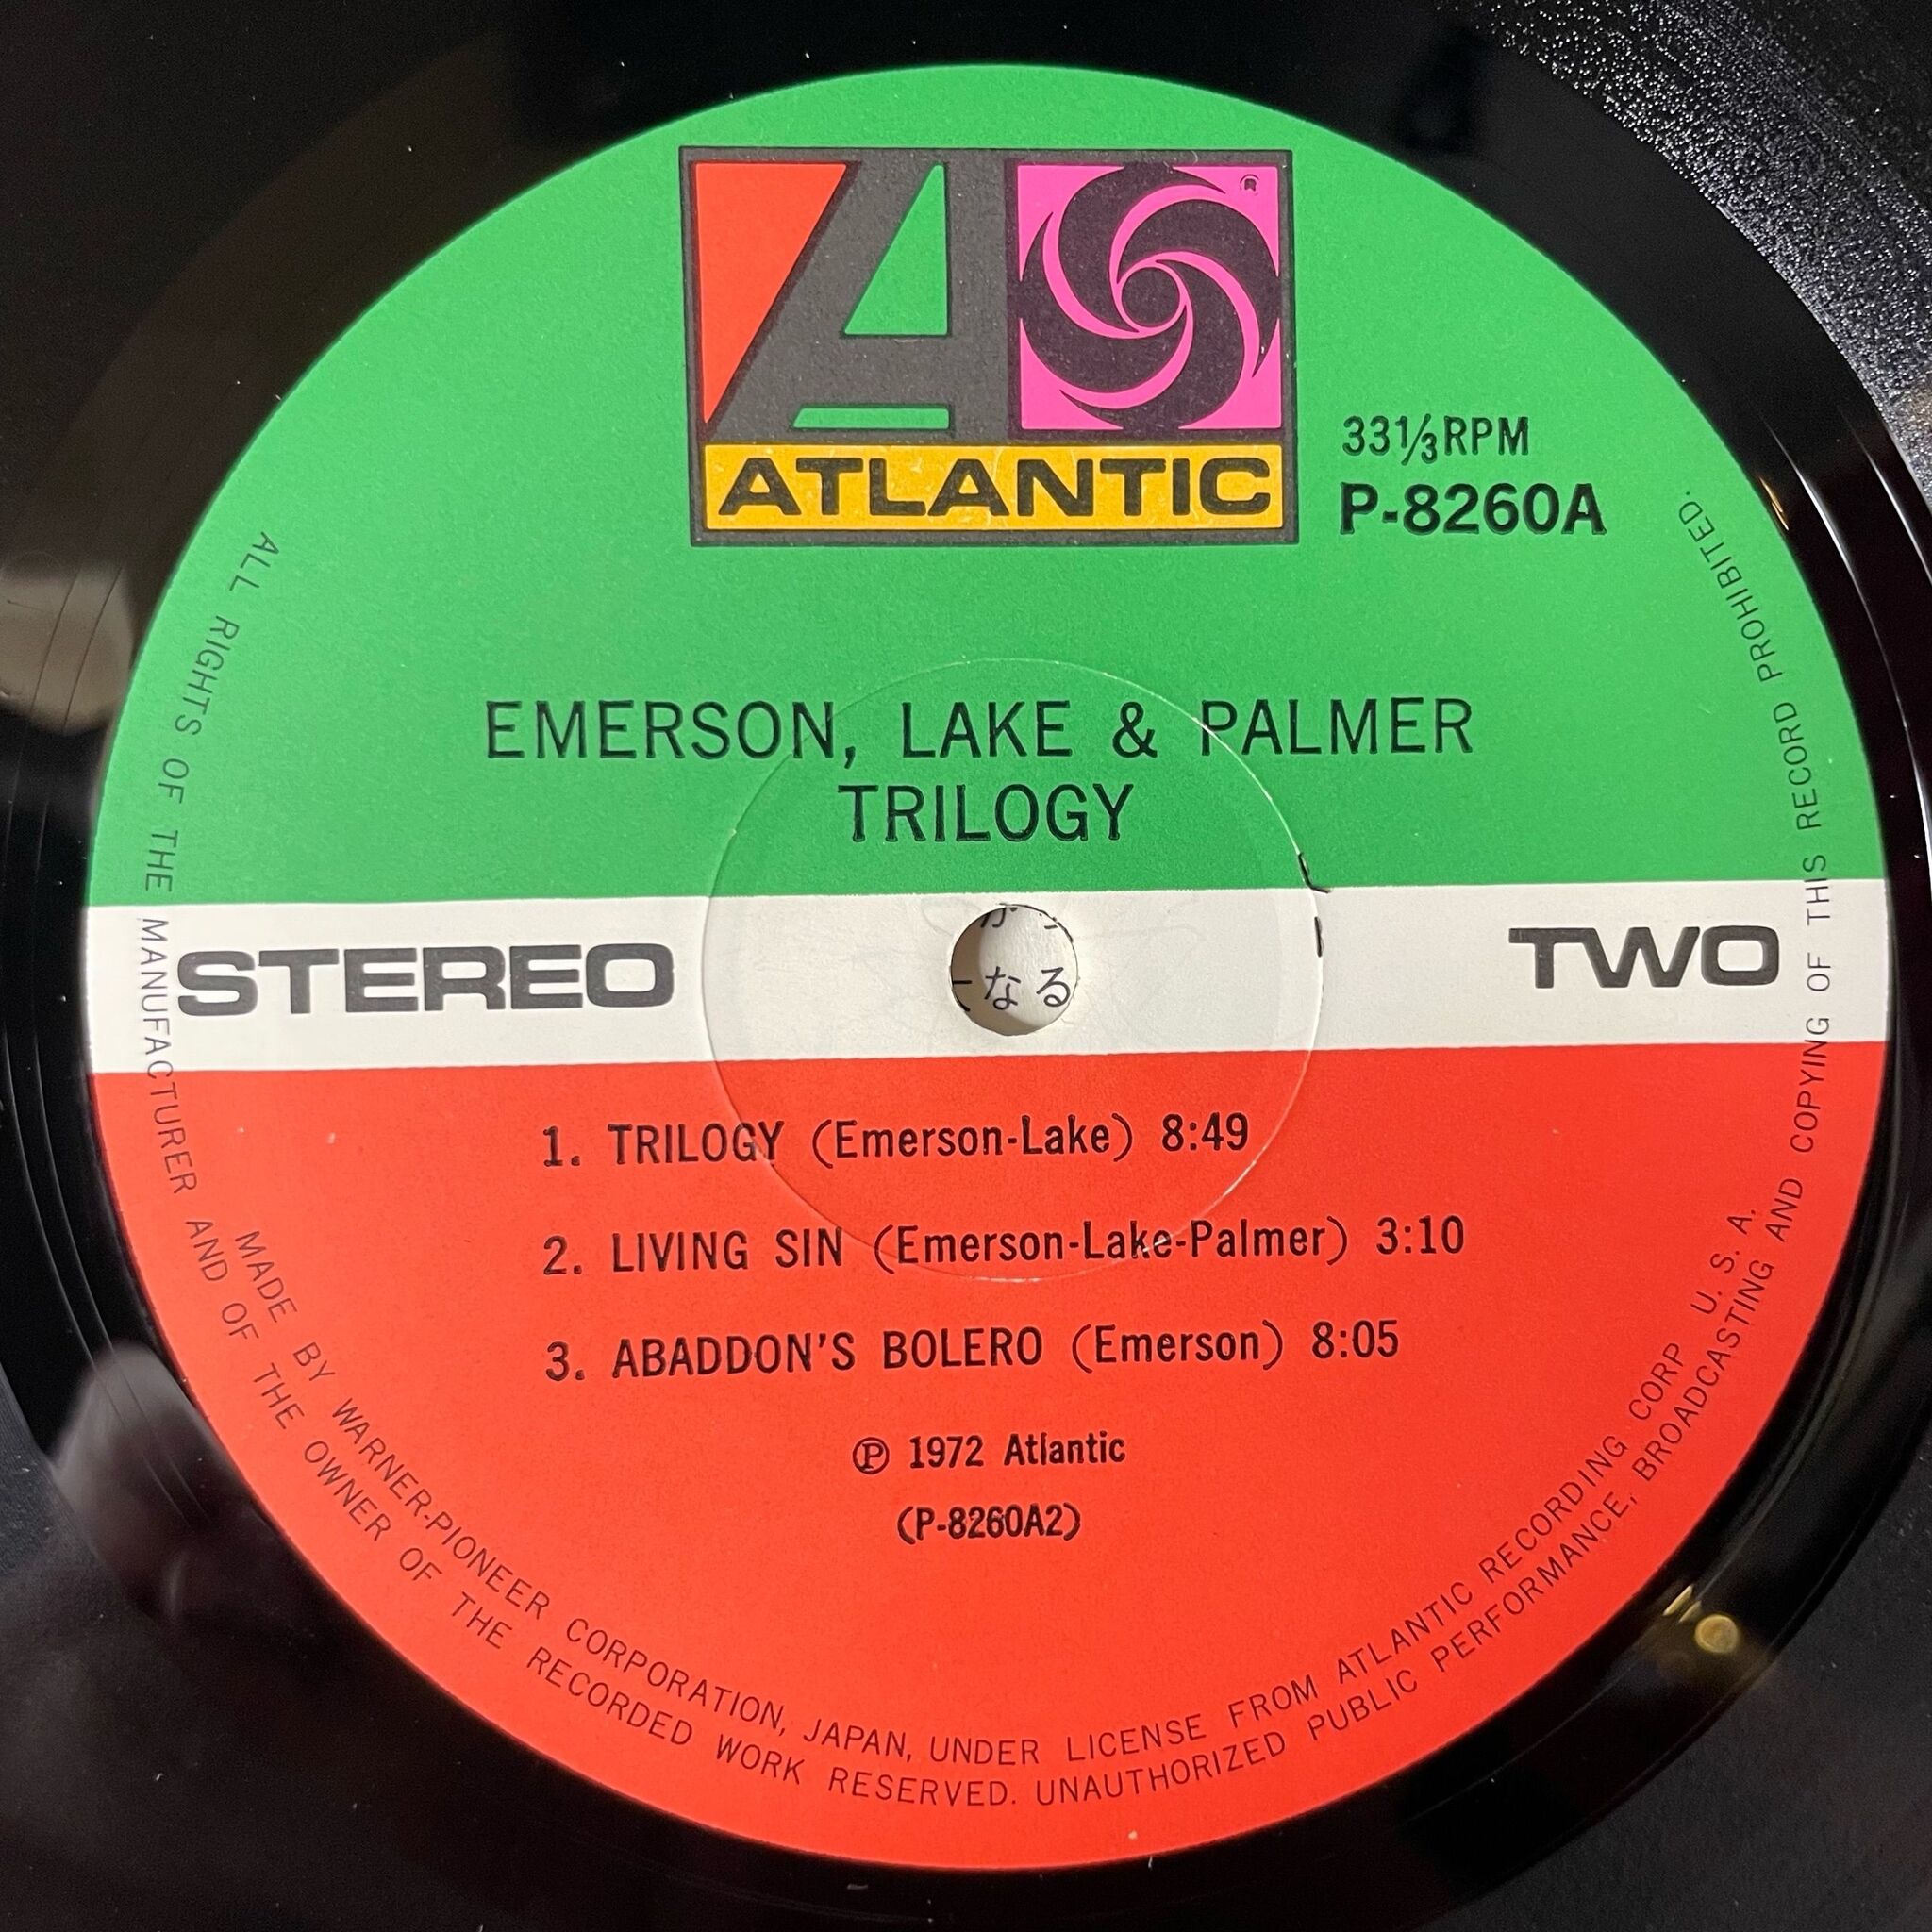 ATLANTIC
®
33⅓RPM
P-8260A
EMERSON, LAKE & PALMER
TRILOGY
STEREO
TWO
なる
1. TRILOGY (Emerson-Lake) 8:49
2. LIVING SIN (Emerson-Lake-Palmer) 3:10
3. ABADDON'S BOLERO (Emerson) 8:05
℗ 1972 Atlantic
(P-8260A2)
MADE BY WARNER-PIONEER CORPORATION, JAPAN, UNDER LICENSE FROM ATLANTIC RECORDING CORP U. S. A.
ALL RIGHTS OF THE MANUFACTURER AND OF THE OWNER OF THE RECORDED WORK RESERVED. UNAUTHORIZED PUBLIC PERFORMANCE, BROADCASTING AND COPYING OF THIS RECORD PROHIBITED.